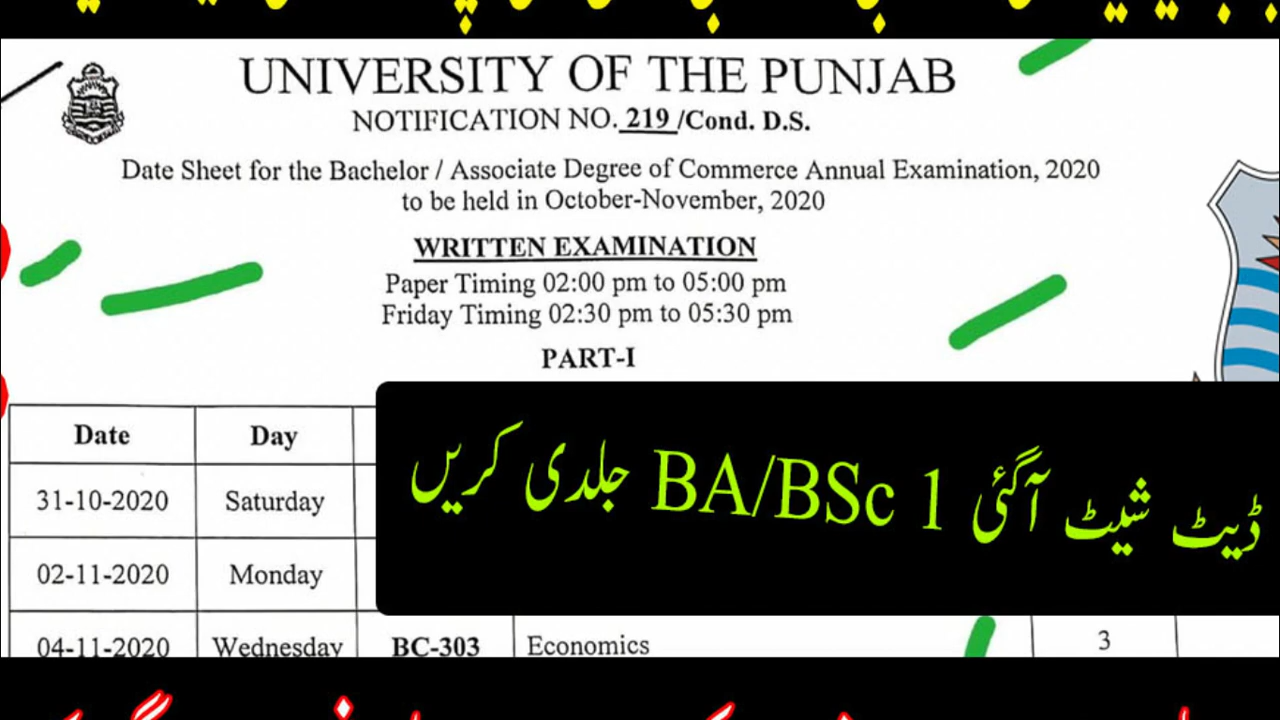 UNIVERSITY OF THE PUNJAB
NOTIFICATION NO. 219 /Cond. D.S.
Date Sheet for the Bachelor / Associate Degree of Commerce Annual Examination, 2020
to be held in October-November, 2020
WRITTEN EXAMINATION
Paper Timing 02:00 pm to 05:00 pm
Friday Timing 02:30 pm to 05:30 pm
PART-I
Date Day
31-10-2020 Saturday
ڈیٹ شیٹ آگئی BA/BSc 1 جلدی کریں
02-11-2020 Monday
04-11-2020 Wednesday BC-303 Economics 3